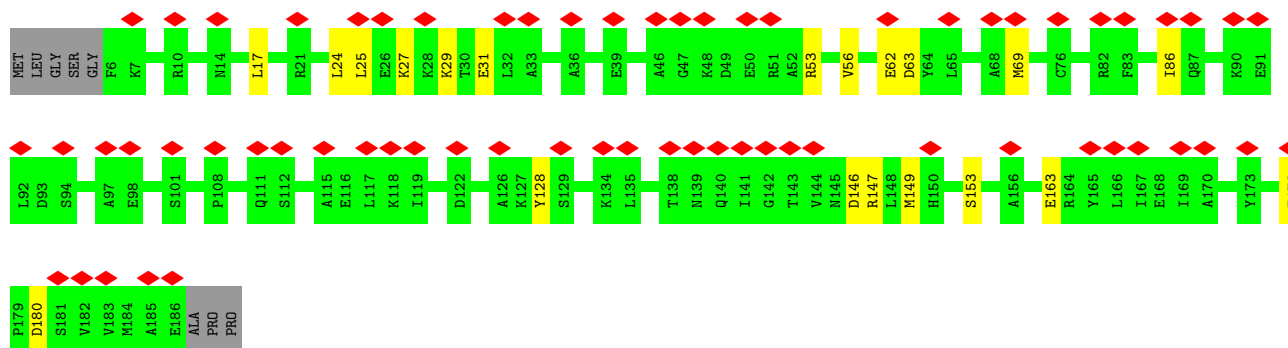 MET LEU GLY SER GLY F6 K7 R10 N14 L17 R21 L24 L25 E26 K27 K28 K29 T30 E31 L32 A33 A36 E39 A46 G47 K48 D49 E50 R51 A52 R53 V56 E62 D63 Y64 L65 A68 M69 C76 R82 F83 I86 Q87 K90 E91
L92 D93 S94 A97 E98 S101 P108 Q111 S112 A115 E116 L117 K118 I119 D122 A126 K127 Y128 S129 K134 L135 T138 N139 Q140 I141 G142 T143 V144 N145 D146 R147 L148 M149 H150 S153 A156 E163 R164 Y165 L166 I167 E168 I169 A170 Y173
P179 D180 S181 V182 V183 M184 A185 E186 ALA PRO PRO